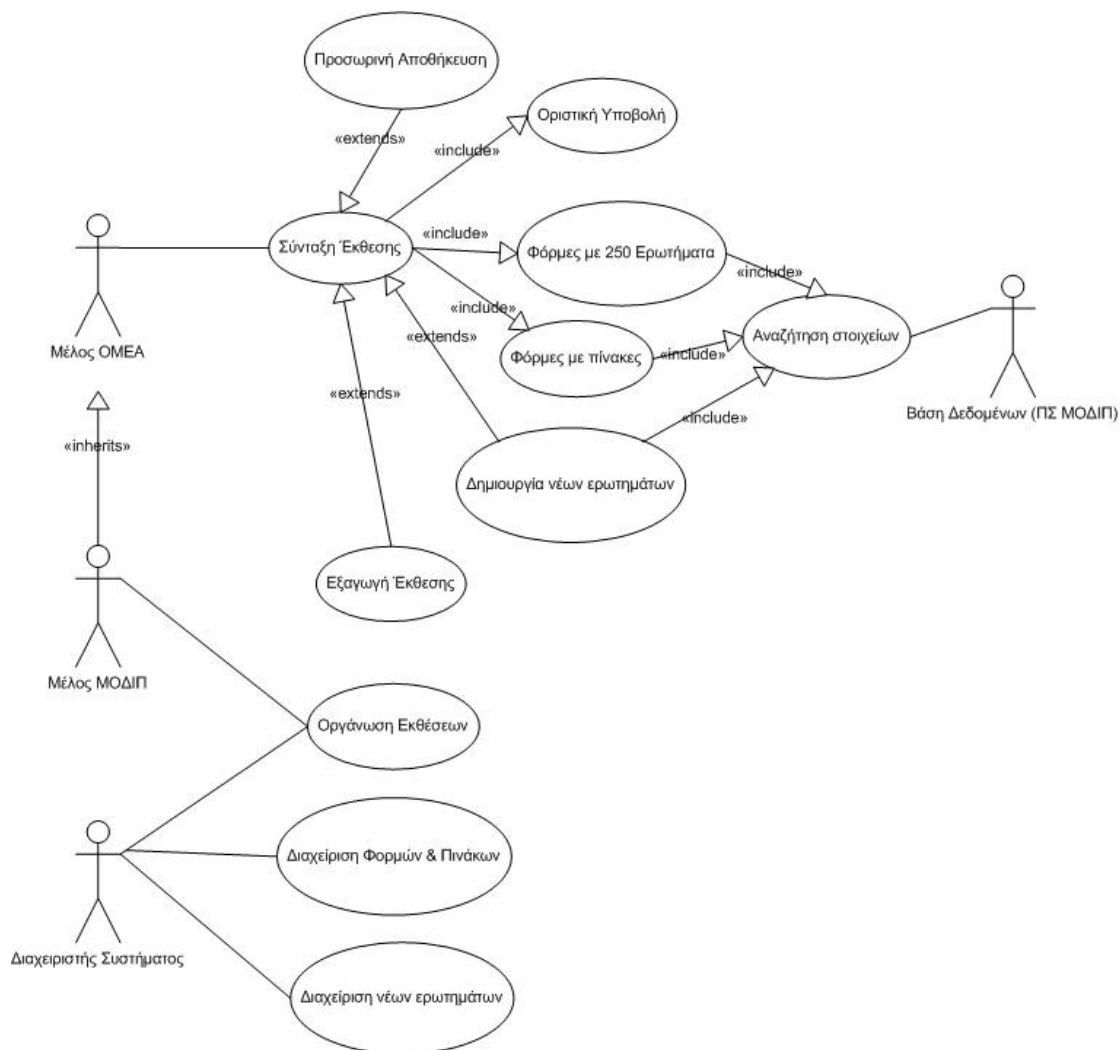 Προσωρινή Αποθήκευση
Οριστική Υποβολή
«extends»
«include»
Σύνταξη Έκθεσης
«include»
Φόρμες με 250 Ερωτήματα
«include»
«include»
«extends»
Φόρμες με πίνακες
«include»
Αναζήτηση στοιχείων
Μέλος ΟΜΕΑ
«extends»
«include»
Βάση Δεδομένων (ΠΣ ΜΟΔΙΠ)
«inherits»
Δημιουργία νέων ερωτημάτων
Εξαγωγή Έκθεσης
Μέλος ΜΟΔΙΠ
Οργάνωση Εκθέσεων
Διαχείριση Φορμών & Πινάκων
Διαχειριστής Συστήματος
Διαχείριση νέων ερωτημάτων